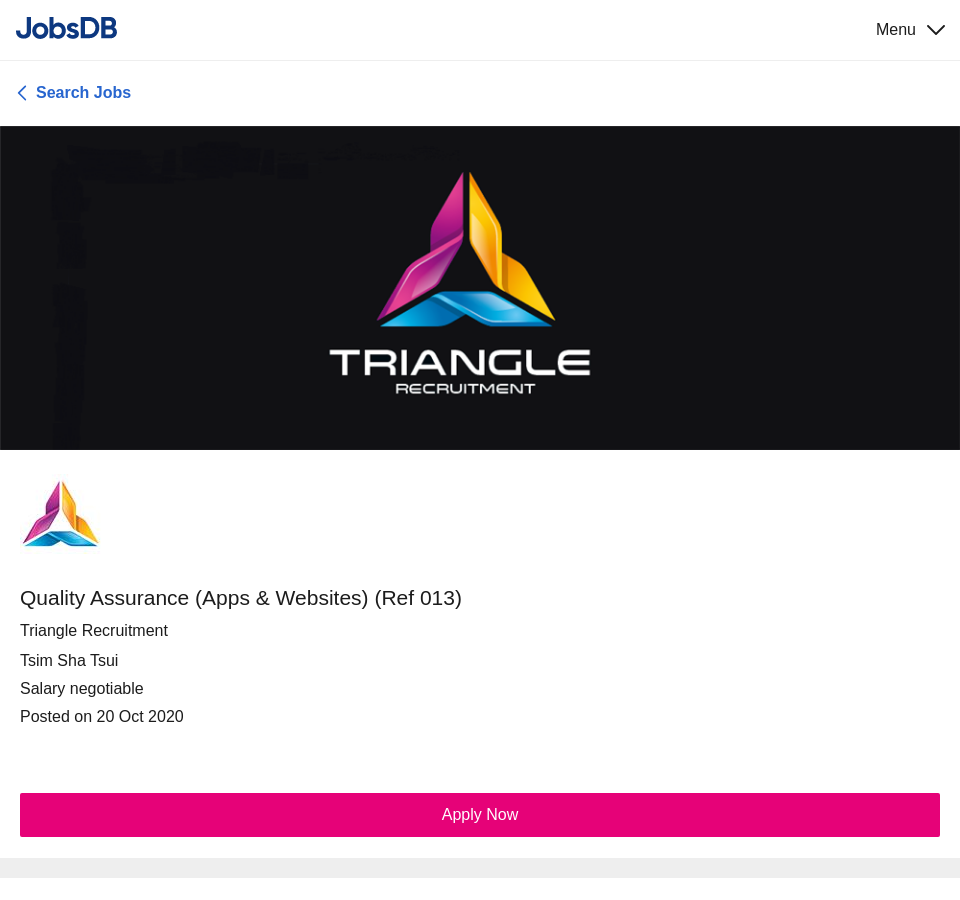 JobsDB
Menu
Search Jobs
TRIANGLE
RECRUITMENT
Quality Assurance (Apps & Websites) (Ref 013)
Triangle Recruitment
Tsim Sha Tsui
Salary negotiable
Posted on 20 Oct 2020
Apply Now